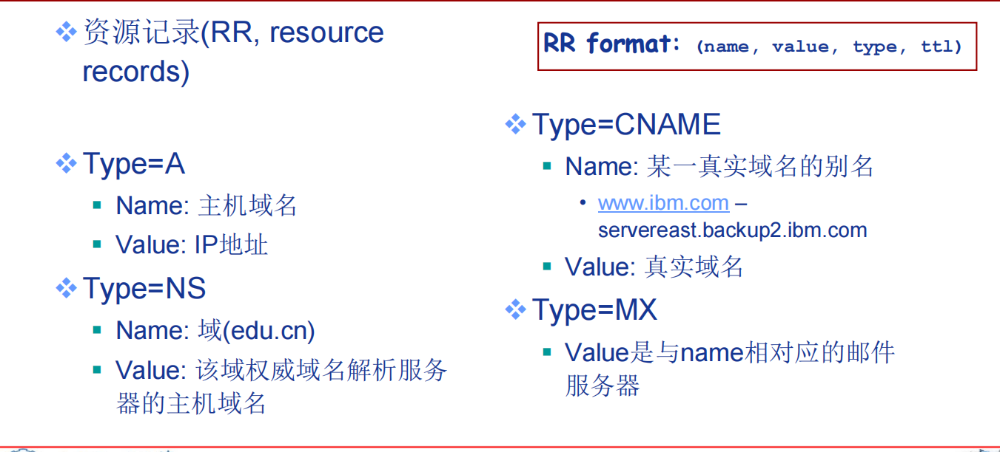 资源记录(RR, resource
records)
RR format: (name, value, type, ttl)
Type=A
Name: 主机域名
Value: IP地址
Type=NS
Name: 域(edu.cn)
Value: 该域权威域名解析服务
器的主机域名
Type=CNAME
Name: 某一真实域名的别名
www.ibm.com –
servereast.backup2.ibm.com
Value: 真实域名
Type=MX
Value是与name相对应的邮件
服务器